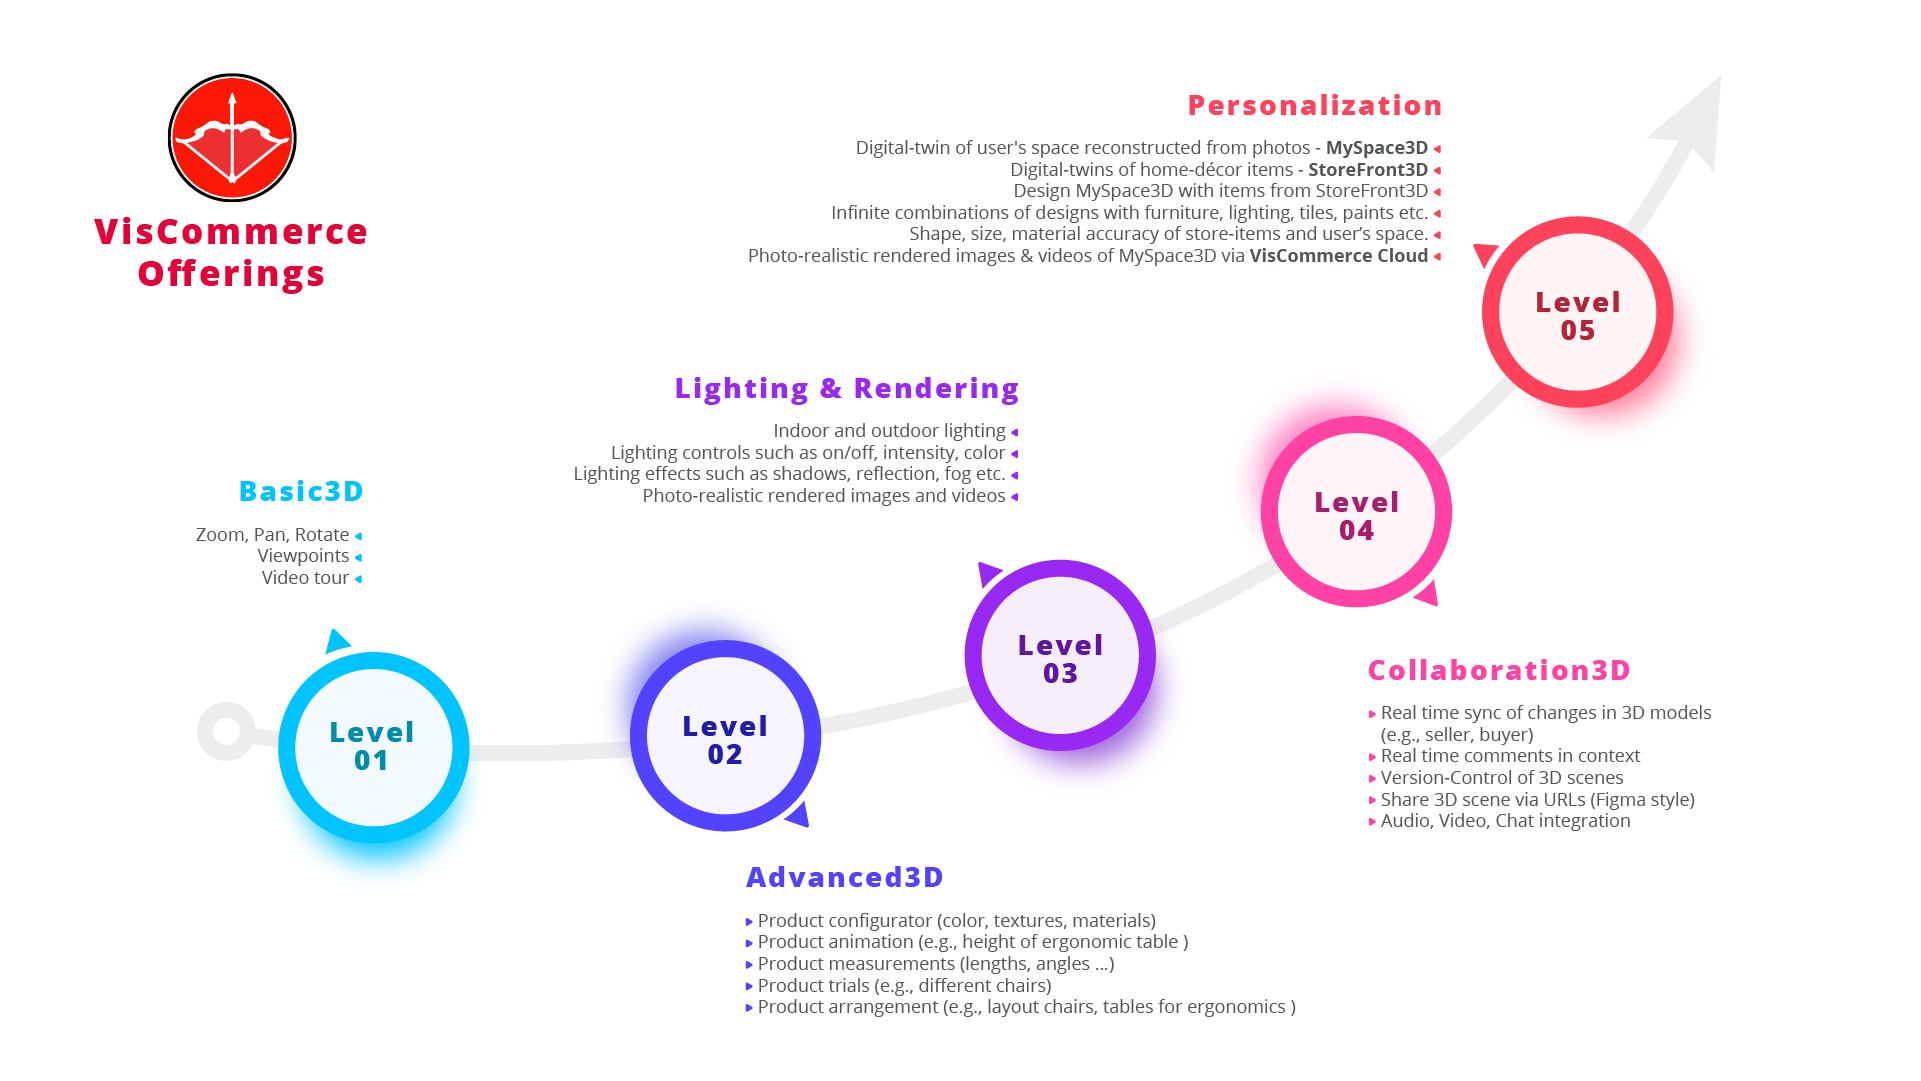 VisCommerce
Offerings
Personalization
Digital-twin of user's space reconstructed from photos - MySpace3D
Digital-twins of home-décor items - StoreFront3D
Design MySpace3D with items from StoreFront3D
Infinite combinations of designs with furniture, lighting, tiles, paints etc.
Shape, size, material accuracy of store-items and user’s space.
Photo-realistic rendered images & videos of MySpace3D via VisCommerce Cloud
Level
05
Lighting & Rendering
Indoor and outdoor lighting
Lighting controls such as on/off, intensity, color
Lighting effects such as shadows, reflection, fog etc.
Photo-realistic rendered images and videos
Level
04
Basic3D
Zoom, Pan, Rotate
Viewpoints
Video tour
Level
03
Level
01
Level
02
Collaboration3D
Real time sync of changes in 3D models
(e.g., seller, buyer)
Real time comments in context
Version-Control of 3D scenes
Share 3D scene via URLs (Figma style)
Audio, Video, Chat integration
Advanced3D
Product configurator (color, textures, materials)
Product animation (e.g., height of ergonomic table )
Product measurements (lengths, angles ...)
Product trials (e.g., different chairs)
Product arrangement (e.g., layout chairs, tables for ergonomics )